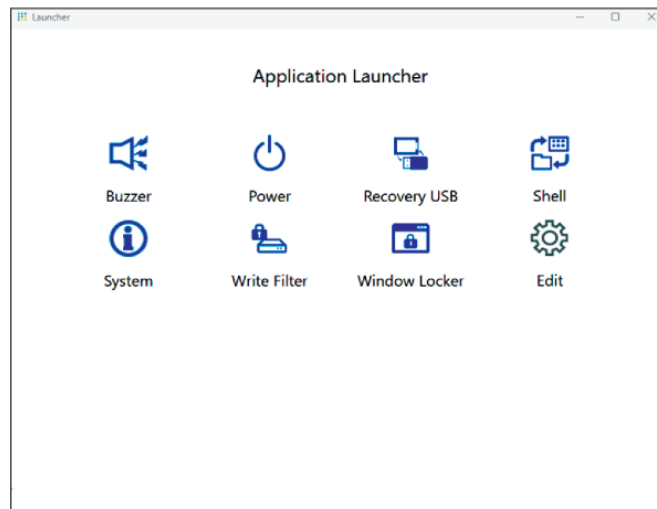 Launcher
Application Launcher
Buzzer Power Recovery USB Shell
System Write Filter Window Locker Edit